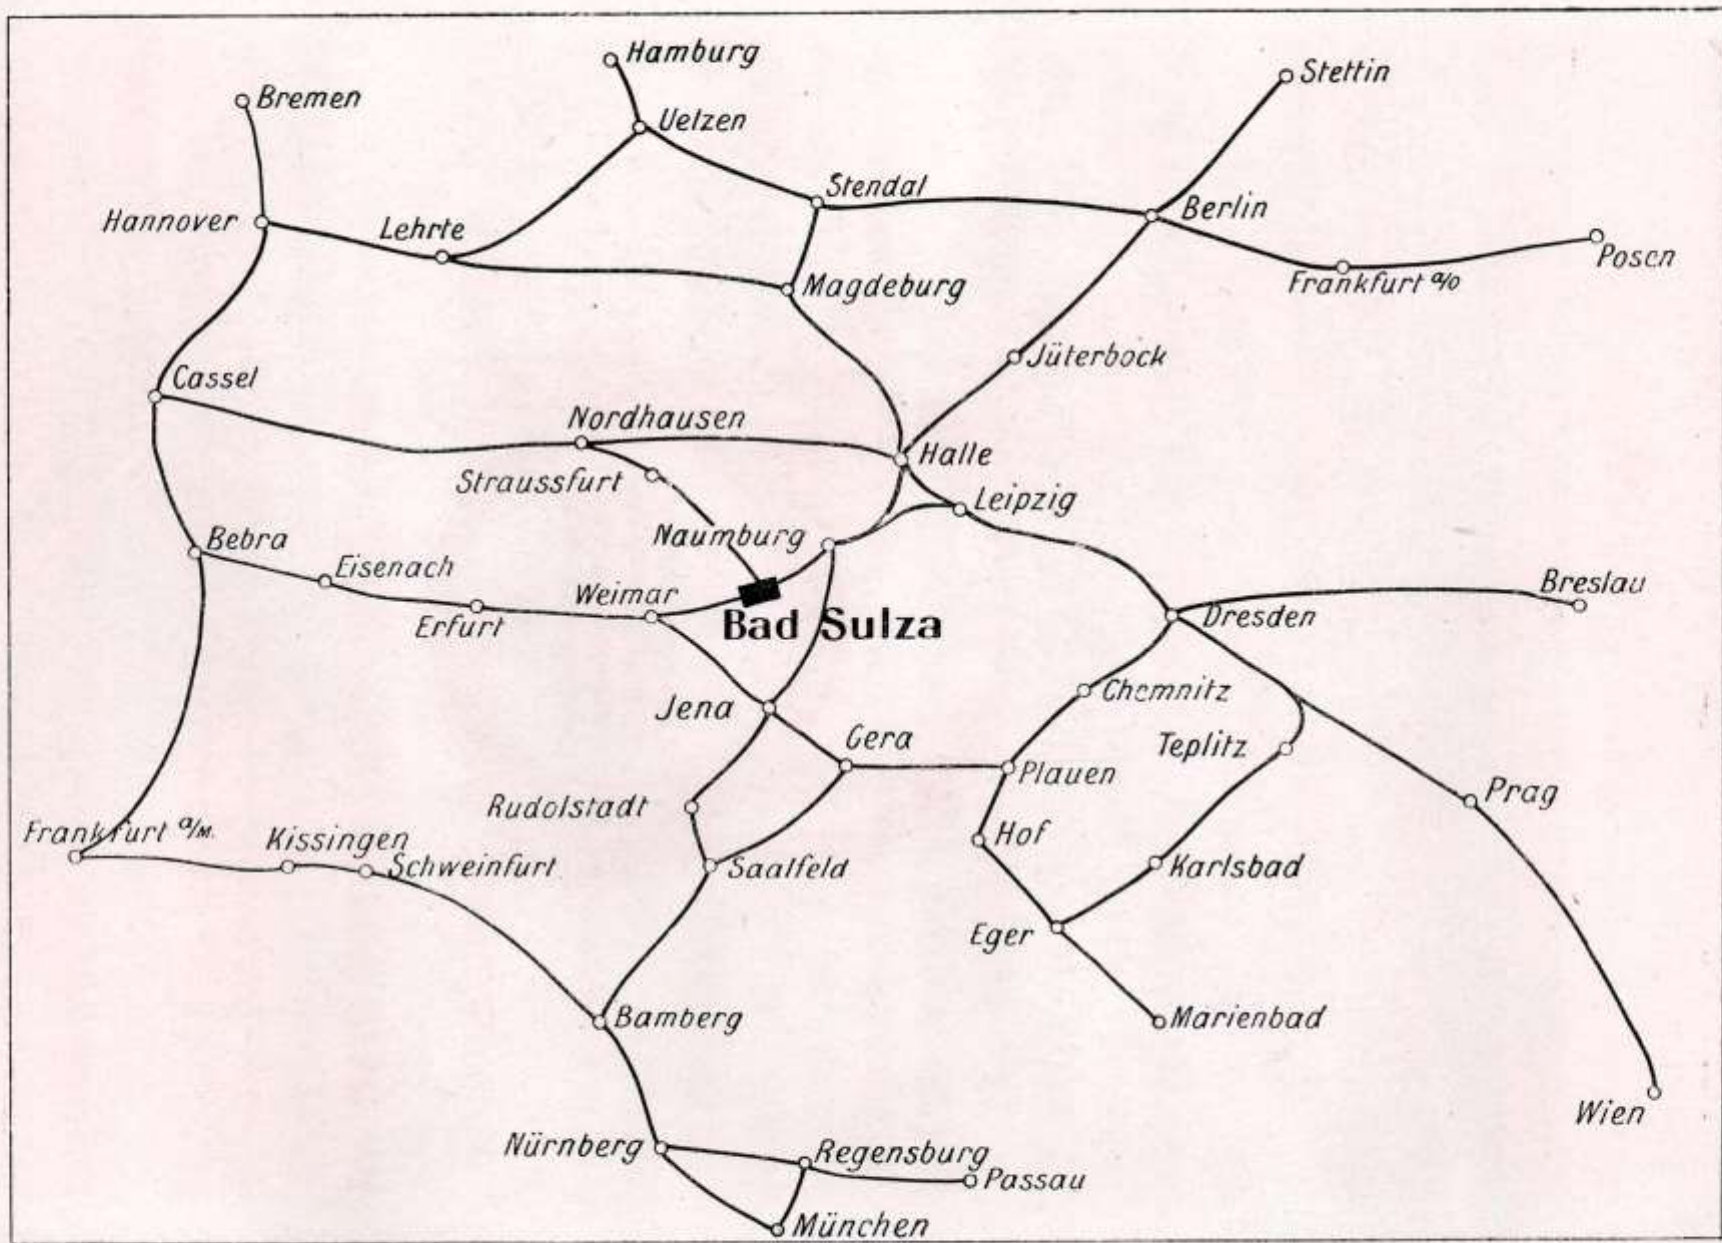 Hamburg
Stettin
Bremen
Uelzen
Stendal
Berlin
Hannover
Lehrte
Posen
Magdeburg
Frankfurt a/O
Jüterbock
Cassel
Nordhausen
Halle
Straussfurt
Leipzig
Naumburg
Bebra
Eisenach
Weimar
Breslau
Erfurt
Bad Sulza
Dresden
Chemnitz
Jena
Gera
Teplitz
Plauen
Prag
Rudolstadt
Frankfurt a/M.
Kissingen
Hof
Schweinfurt
Saalfeld
Karlsbad
Eger
Bamberg
Marienbad
Wien
Nürnberg
Regensburg
Passau
München